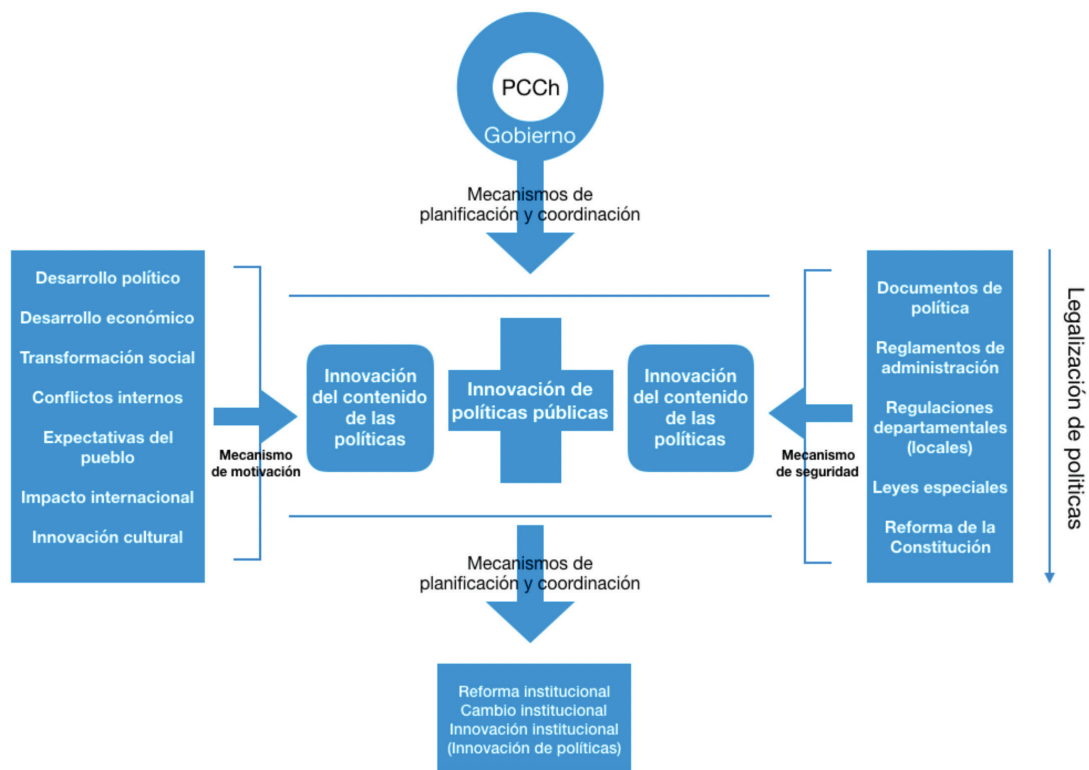 PCCh
Gobierno
Mecanismos de
planificación y coordinación
Desarrollo político
Desarrollo económico
Transformación social
Conflictos internos
Expectativas del
pueblo
Impacto internacional
Innovación cultural
Mecanismo
de motivación
Innovación
del contenido
de las
políticas
Innovación de
políticas públicas
Innovación
del contenido
de las
políticas
Mecanismo
de seguridad
Documentos de
política
Reglamentos de
administración
Regulaciones
departamentales
(locales)
Leyes especiales
Reforma de la
Constitución
Legalización de politicas
Mecanismos de
planificación y coordinación
Reforma institucional
Cambio institucional
Innovación institucional
(Innovación de políticas)